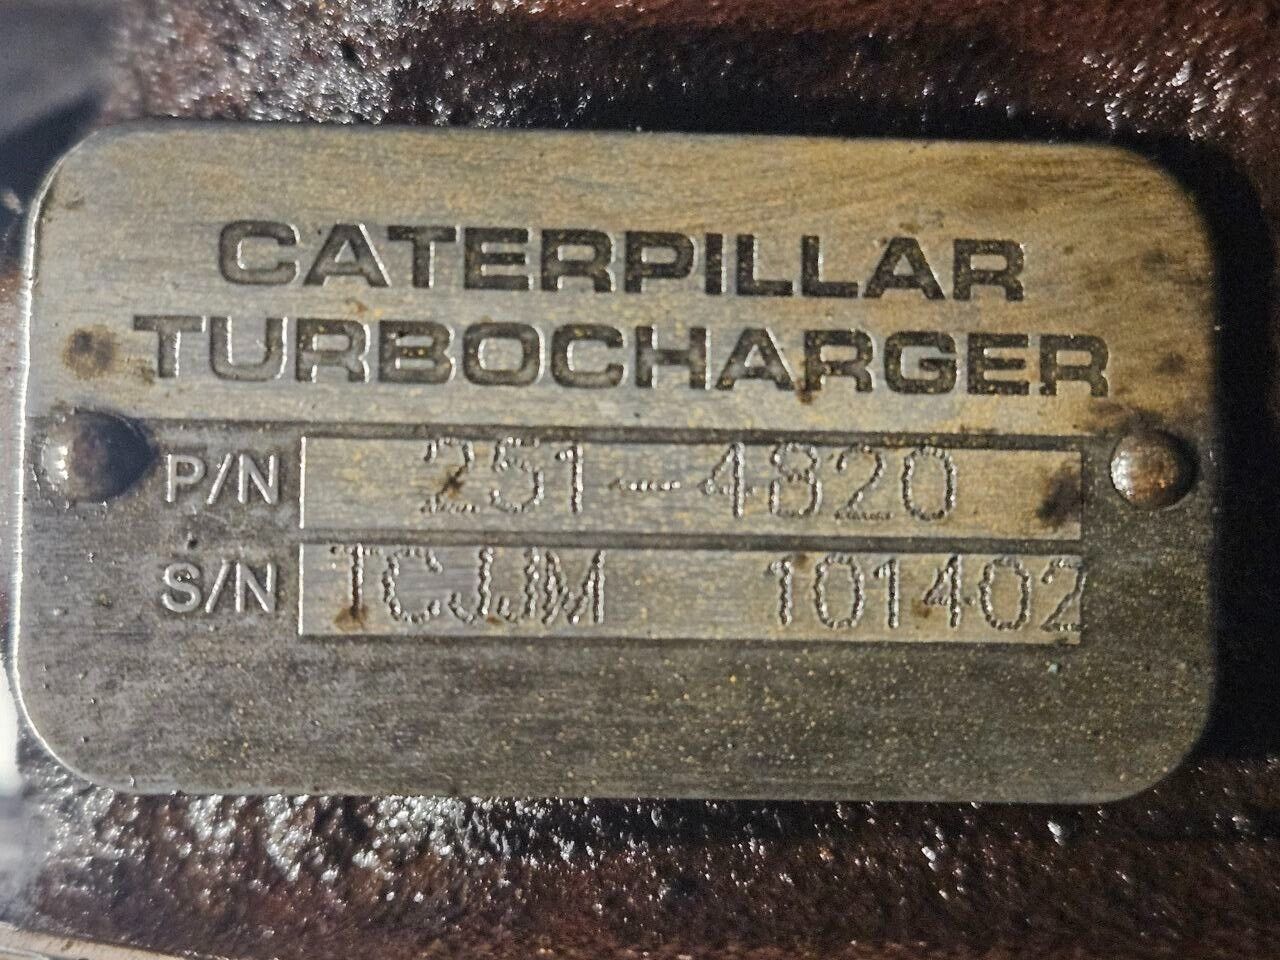 CATERPILLAR
TURBOCHARGER
P/N 251-4820
S/N TCJJM 101402